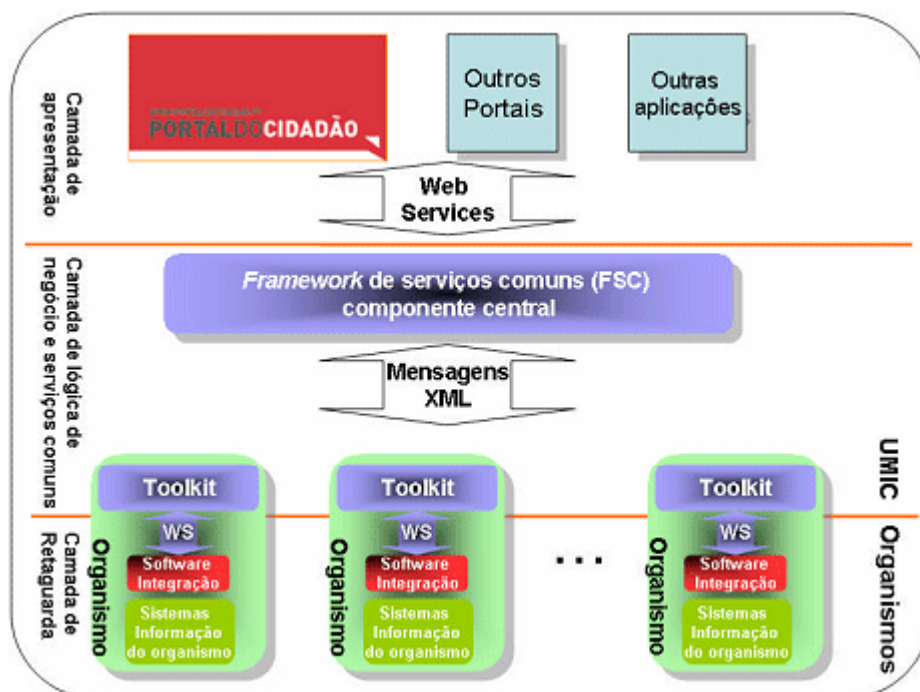 Camada de
apresentação
PORTALDOCIDADÃO
Outros
Portais
Outras
aplicações
Web
Services
Camada de lógica de
negócio e serviços comuns
Framework de serviços comuns (FSC)
componente central
Mensagens
XML
UMIC
Toolkit
Toolkit
Toolkit
Camada de
Retaguarda
Organismo
WS
Software
Integração
Sistemas
Informação
do organismo
Organismo
WS
Software
Integração
Sistemas
Informação
do organismo
...
Organismo
WS
Software
Integração
Sistemas
Informação
do organismo
Organismos